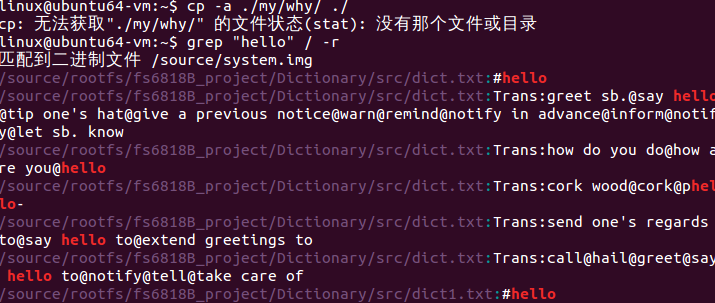 linux@ubuntu64-vm:~$ cp -a ./my/why/ ./
cp: 无法获取"./my/why/" 的文件状态(stat): 没有那个文件或目录
linux@ubuntu64-vm:~$ grep "hello" / -r
匹配到二进制文件 /source/system.img
/source/rootfs/fs6818B_project/Dictionary/src/dict.txt:#hello
/source/rootfs/fs6818B_project/Dictionary/src/dict.txt:Trans:greet sb.@say hello
@tip one's hat@give a previous notice@warn@remind@notify in advance@inform@notif
y@let sb. know
/source/rootfs/fs6818B_project/Dictionary/src/dict.txt:Trans:how do you do@how a
re you@hello
/source/rootfs/fs6818B_project/Dictionary/src/dict.txt:Trans:cork wood@cork@phel
lo-
/source/rootfs/fs6818B_project/Dictionary/src/dict.txt:Trans:send one's regards
to@say hello to@extend greetings to
/source/rootfs/fs6818B_project/Dictionary/src/dict.txt:Trans:call@hail@greet@say
hello to@notify@tell@take care of
/source/rootfs/fs6818B_project/Dictionary/src/dict1.txt:#hello